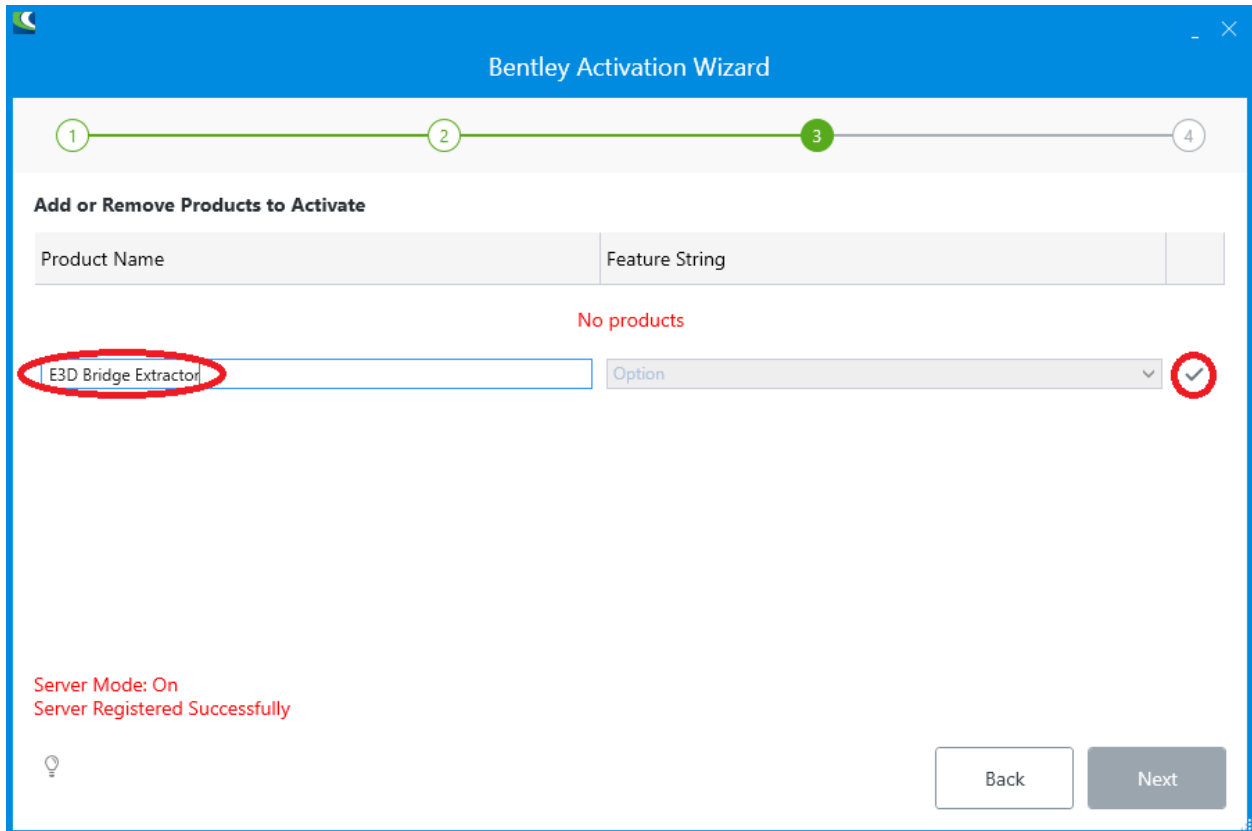 Bentley Activation Wizard
1 2 3 4
Add or Remove Products to Activate
Product Name Feature String
No products
E3D Bridge Extractor Option
Server Mode: On
Server Registered Successfully
Back Next